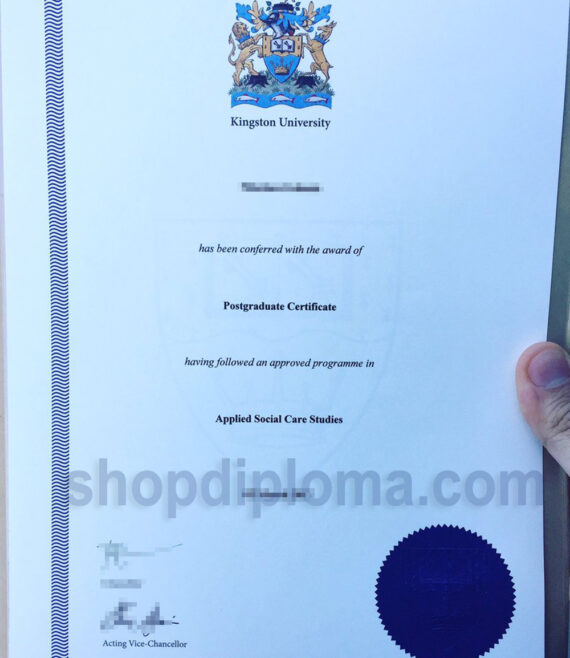 Kingston University
has been conferred with the award of
Postgraduate Certificate
having followed an approved programme in
Applied Social Care Studies
shopdiploma.com
Acting Vice-Chancellor